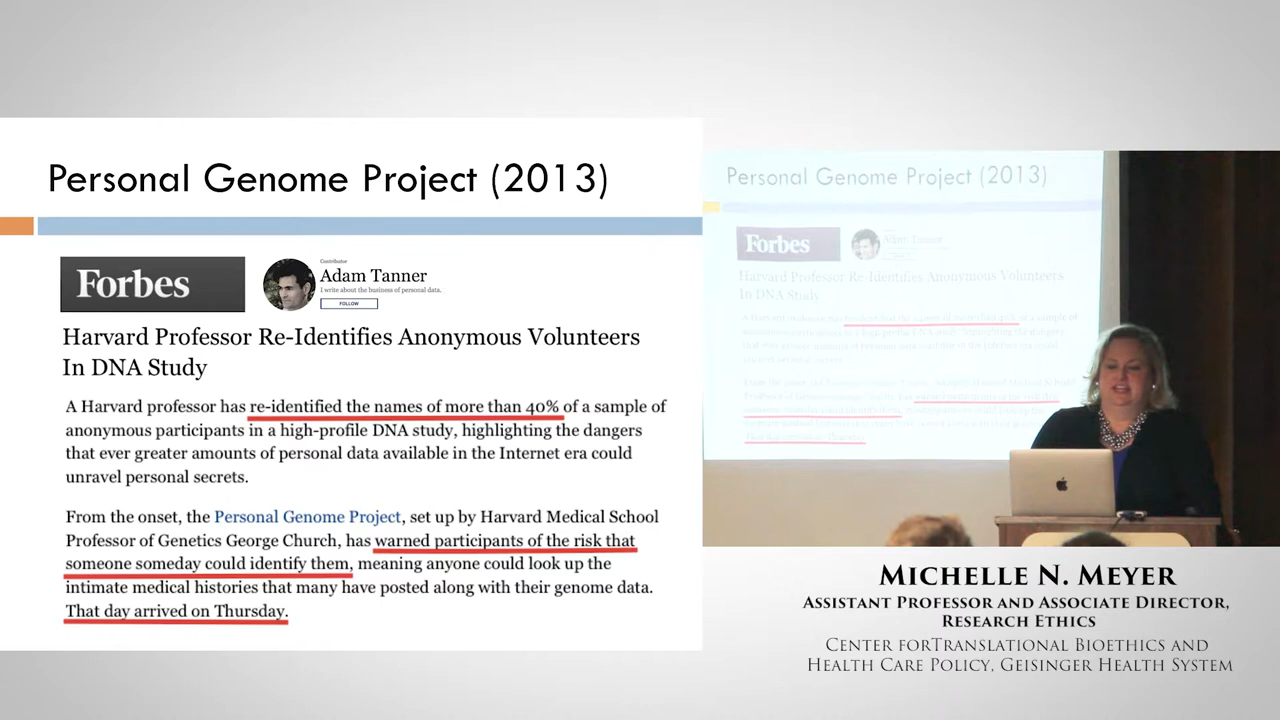 Personal Genome Project (2013)
Forbes
Contributor
Adam Tanner
I write about the business of personal data.
FOLLOW
Harvard Professor Re-Identifies Anonymous Volunteers
In DNA Study
A Harvard professor has re-identified the names of more than 40% of a sample of
anonymous participants in a high-profile DNA study, highlighting the dangers
that ever greater amounts of personal data available in the Internet era could
unravel personal secrets.
From the onset, the Personal Genome Project, set up by Harvard Medical School
Professor of Genetics George Church, has warned participants of the risk that
someone someday could identify them, meaning anyone could look up the
intimate medical histories that many have posted along with their genome data.
That day arrived on Thursday.
Personal Genome Project (2013)
Forbes
Adam Tanner
Harvard Professor Re-Identifies Anonymous Volunteers
In DNA Study
MICHELLE N. MEYER
ASSISTANT PROFESSOR AND ASSOCIATE DIRECTOR,
RESEARCH ETHICS
CENTER FORTRANSLATIONAL BIOETHICS AND
HEALTH CARE POLICY, GEISINGER HEALTH SYSTEM